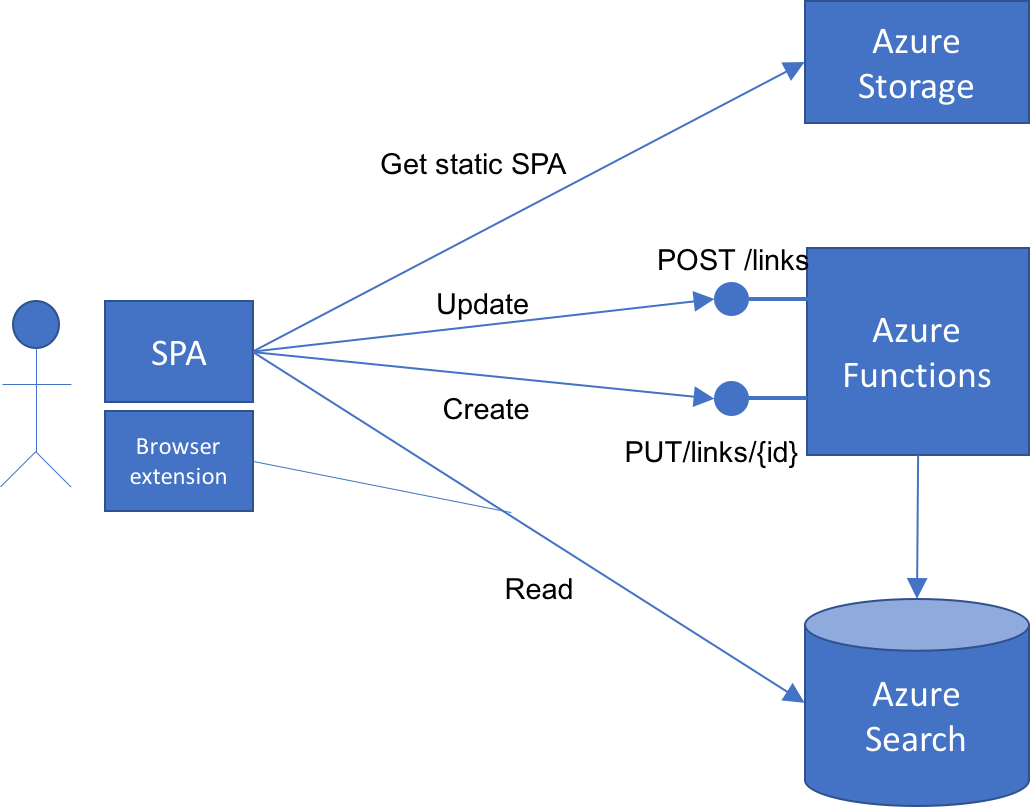 Azure
Storage
Get static SPA
POST /links
Update
Azure
Functions
SPA
Create
Browser
extension
PUT/links/{id}
Read
Azure
Search